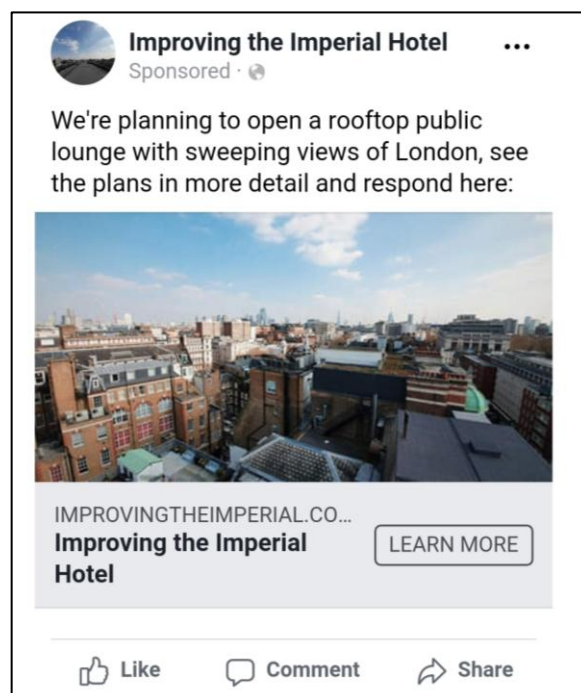 Improving the Imperial Hotel
...
Sponsored ·
We're planning to open a rooftop public
lounge with sweeping views of London, see
the plans in more detail and respond here:
IMPROVINGTHEIMPERIAL.CO...
Improving the Imperial
Hotel
LEARN MORE
Like
Comment
Share